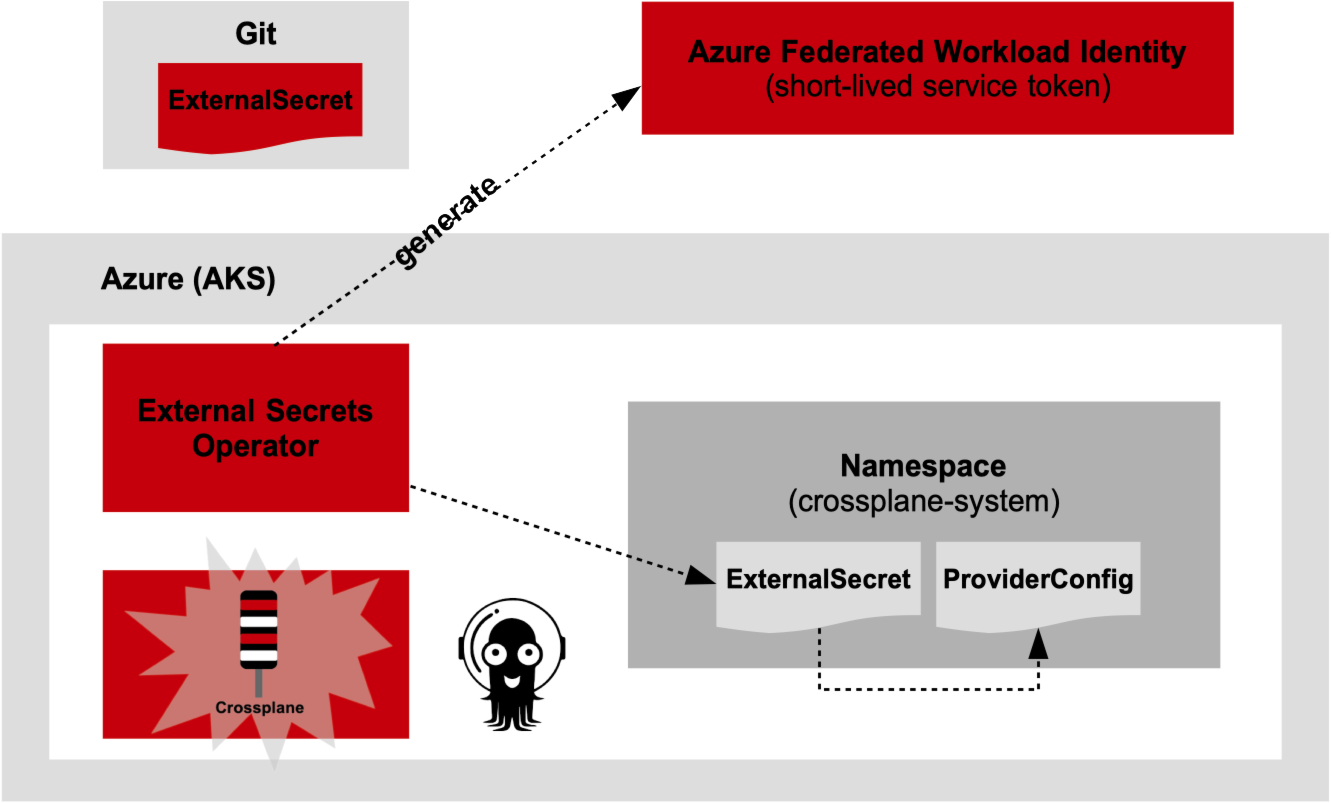 Git
ExternalSecret
Azure Federated Workload Identity
(short-lived service token)
generate
Azure (AKS)
External Secrets
Operator
Namespace
(crossplane-system)
ExternalSecret
ProviderConfig
Crossplane